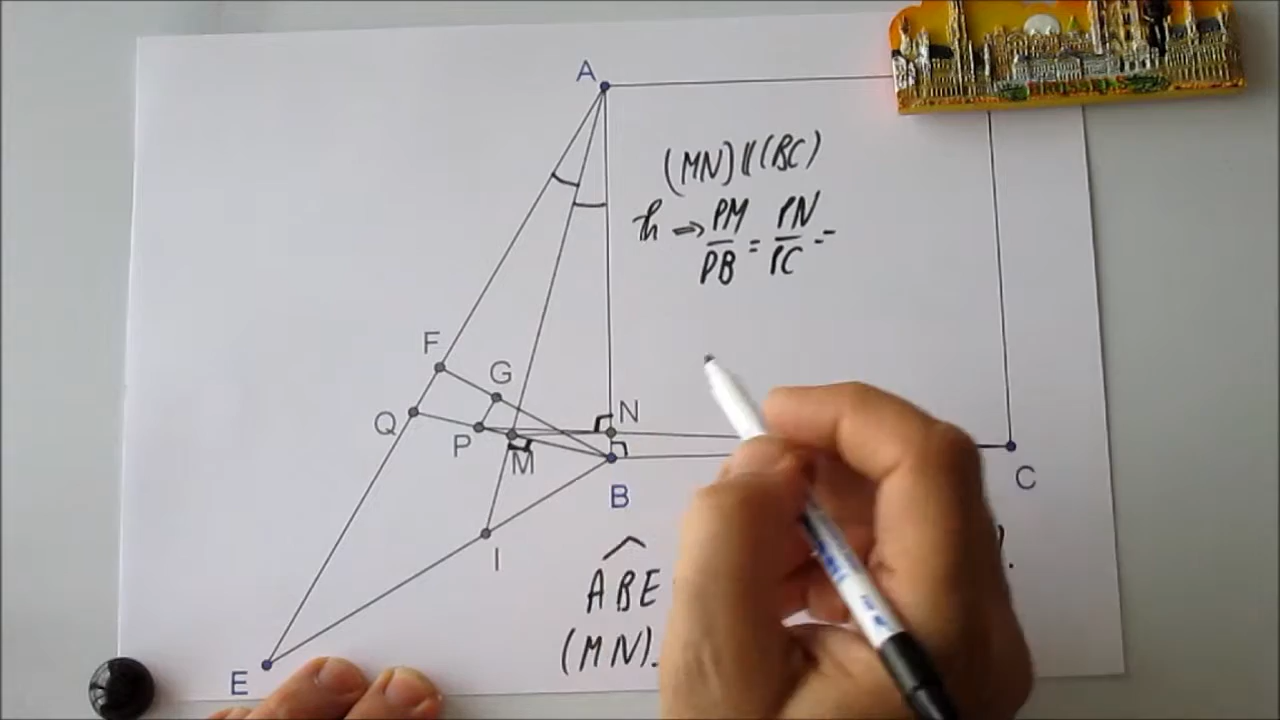 A
(MN) ∥ (BC)
Th ⇒ PM/PB = PN/PC =
F
G
Q
P
N
M
B
C
I
ABE
(MN).
E